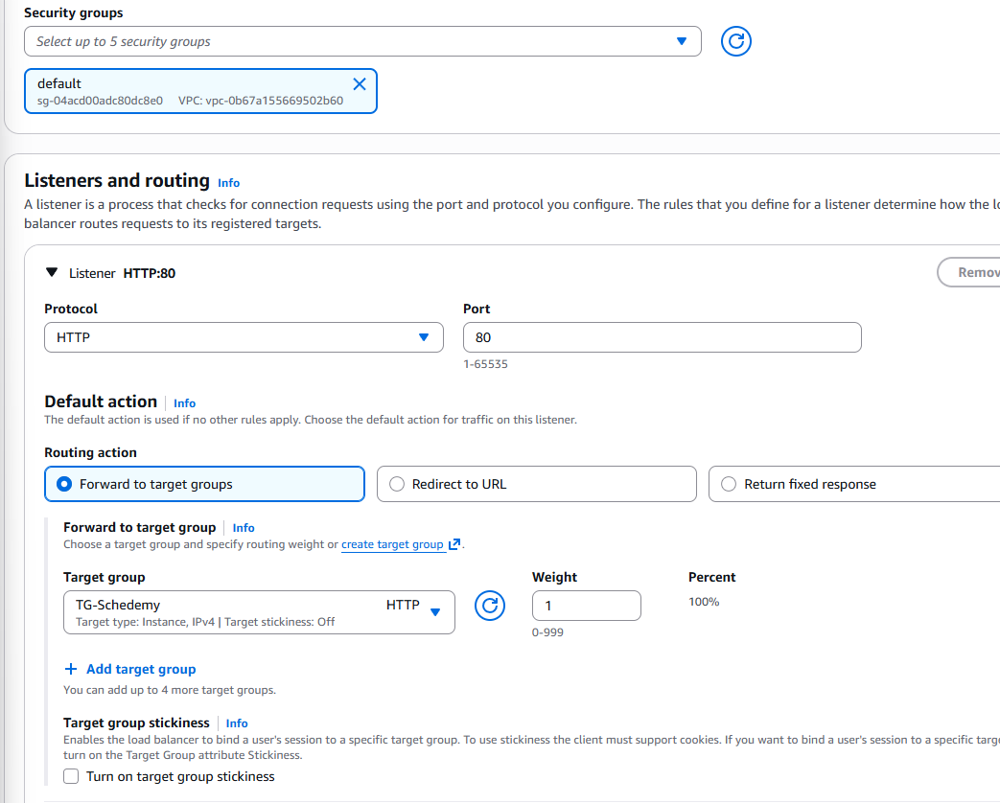 Security groups
Select up to 5 security groups
default
sg-04acd00adc80dc8e0 VPC: vpc-0b67a155669502b60
Listeners and routing Info
A listener is a process that checks for connection requests using the port and protocol you configure. The rules that you define for a listener determine how the lo
balancer routes requests to its registered targets.
Listener HTTP:80
Remov
Protocol
Port
HTTP
80
1-65535
Default action Info
The default action is used if no other rules apply. Choose the default action for traffic on this listener.
Routing action
Forward to target groups
Redirect to URL
Return fixed response
Forward to target group Info
Choose a target group and specify routing weight or create target group.
Target group
Weight
Percent
TG-Schedemy HTTP
Target type: Instance, IPv4 | Target stickiness: Off
1
100%
0-999
+ Add target group
You can add up to 4 more target groups.
Target group stickiness Info
Enables the load balancer to bind a user's session to a specific target group. To use stickiness the client must support cookies. If you want to bind a user's session to a specific targ
turn on the Target Group attribute Stickiness.
Turn on target group stickiness